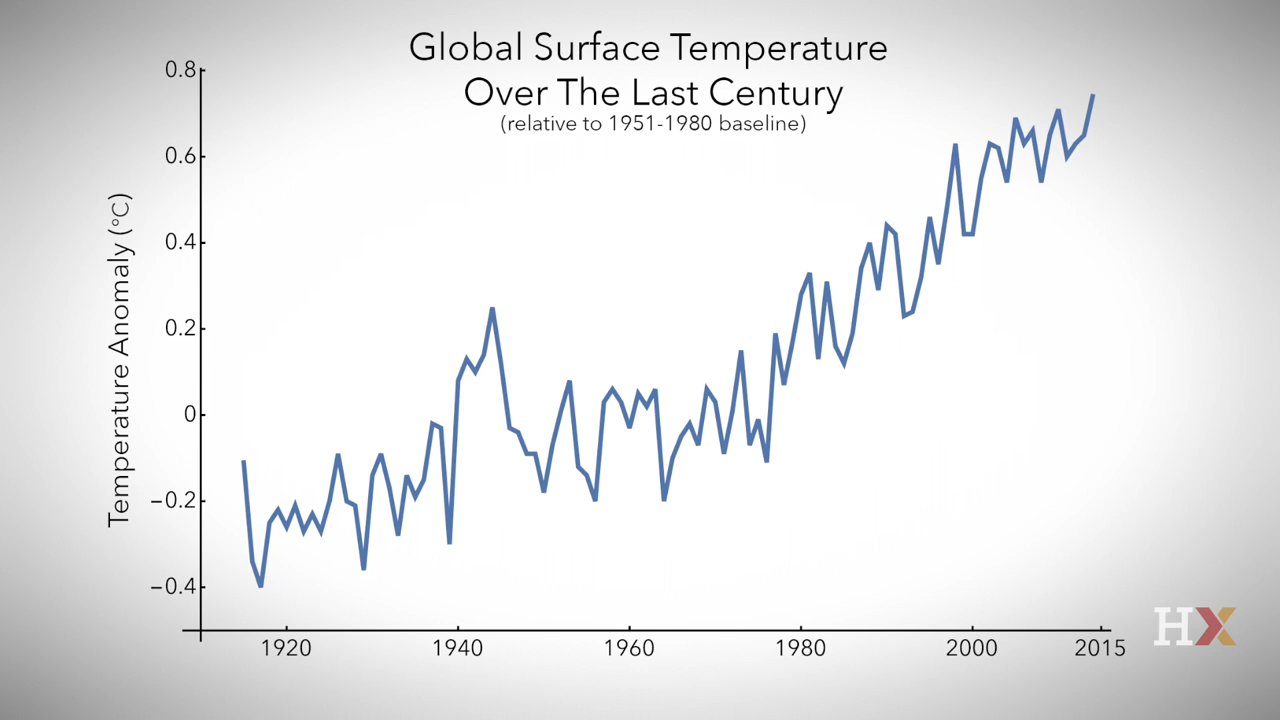 Global Surface Temperature
Over The Last Century
(relative to 1951-1980 baseline)
Temperature Anomaly (°C)
0.8
0.6
0.4
0.2
0
−0.2
−0.4
1920
1940
1960
1980
2000
2015
HX